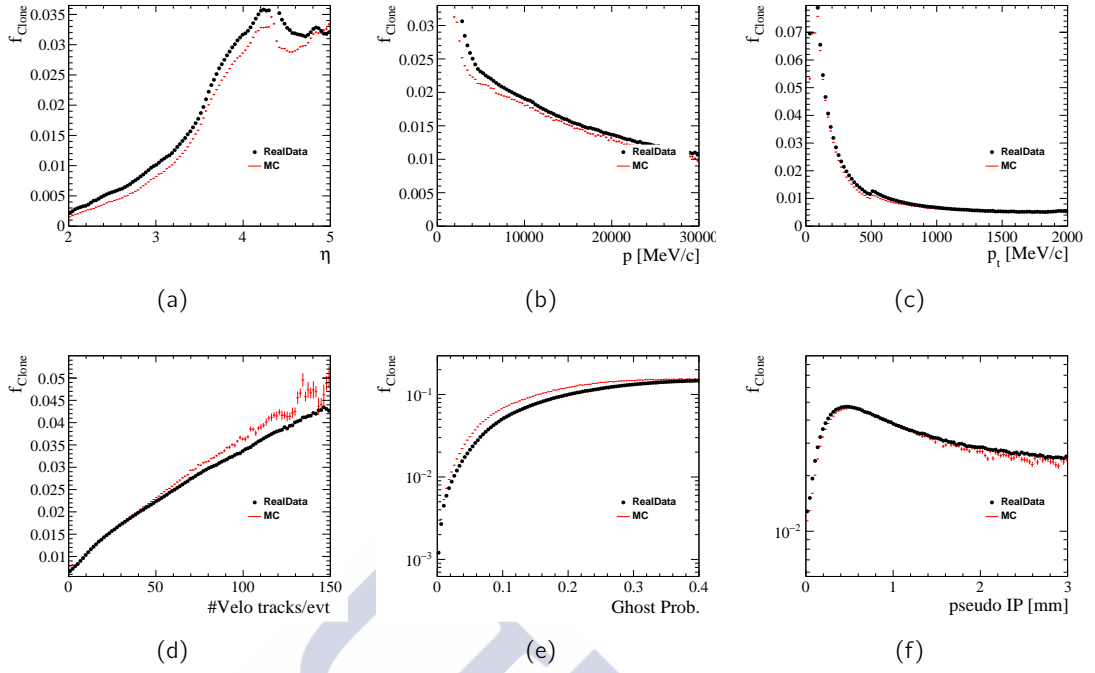 f_Clone
0.035
0.03
0.025
0.02
0.015
0.01
0.005
0
2
3
4
5
η
RealData
MC
(a)
f_Clone
0.03
0.025
0.02
0.015
0.01
0.005
0
0
10000
20000
30000
p [MeV/c]
RealData
MC
(b)
f_Clone
0.07
0.06
0.05
0.04
0.03
0.02
0.01
0
0
500
1000
1500
2000
p_t [MeV/c]
RealData
MC
(c)
f_Clone
0.05
0.045
0.04
0.035
0.03
0.025
0.02
0.015
0.01
0
50
100
150
#Velo tracks/evt
RealData
MC
(d)
f_Clone
10^−1
10^−2
10^−3
0
0.1
0.2
0.3
0.4
Ghost Prob.
RealData
MC
(e)
f_Clone
10^−2
0
1
2
3
pseudo IP [mm]
RealData
MC
(f)